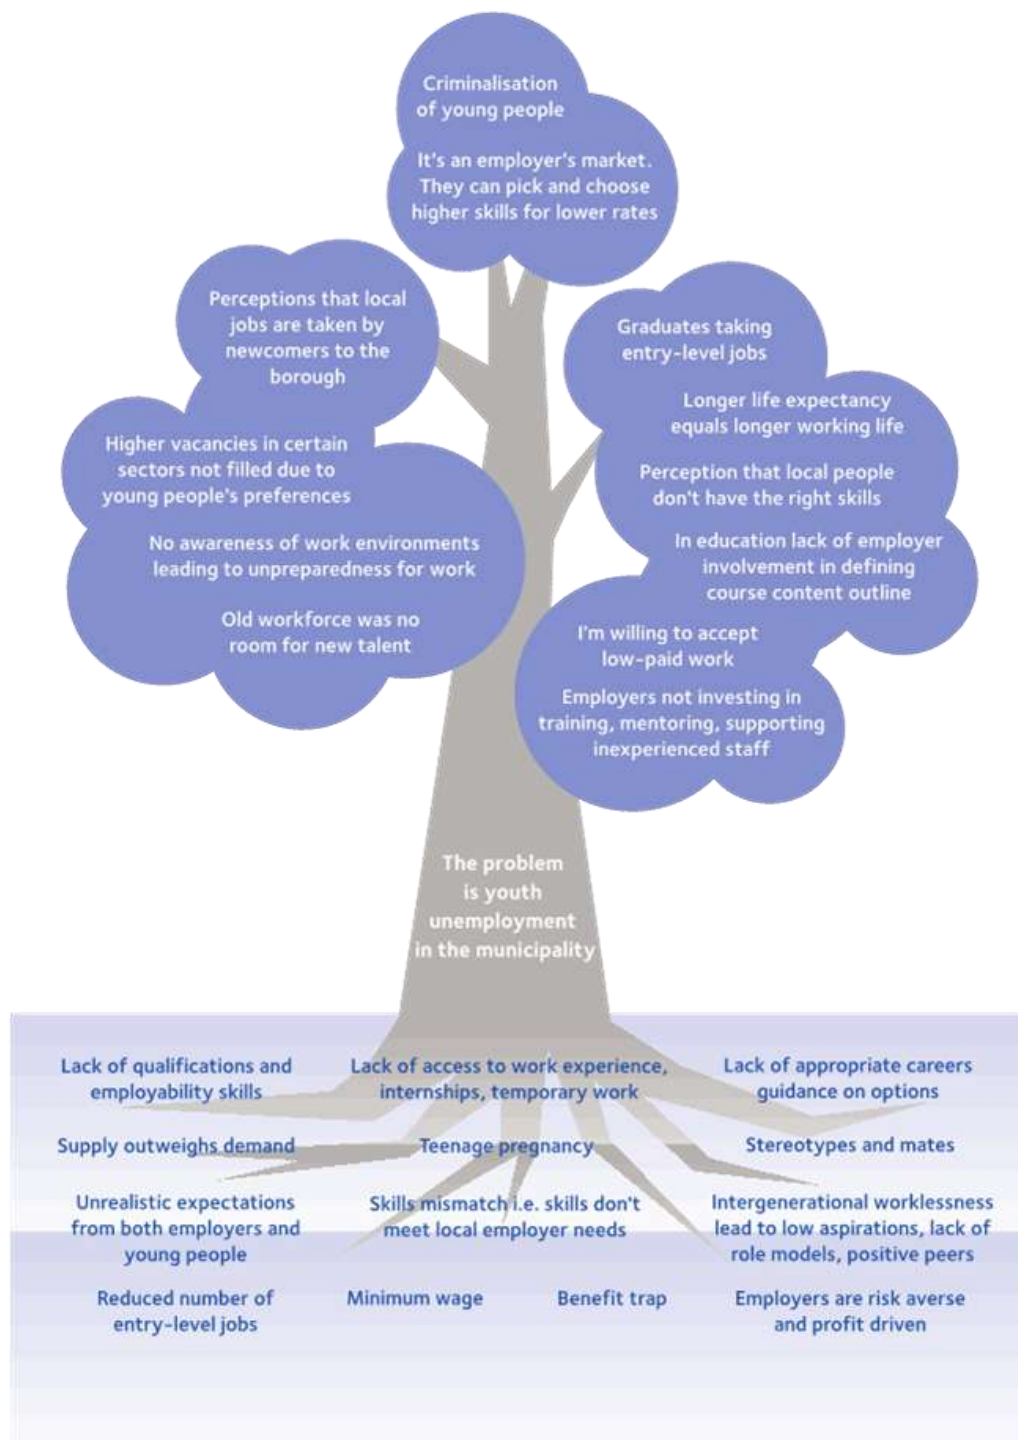 Criminalisation
of young people
It's an employer's market.
They can pick and choose
higher skills for lower rates
Perceptions that local
jobs are taken by
newcomers to the
borough
Higher vacancies in certain
sectors not filled due to
young people's preferences
No awareness of work environments
leading to unpreparedness for work
Old workforce was no
room for new talent
Graduates taking
entry-level jobs
Longer life expectancy
equals longer working life
Perception that local people
don't have the right skills
In education lack of employer
involvement in defining
course content outline
I'm willing to accept
low-paid work
Employers not investing in
training, mentoring, supporting
inexperienced staff
The problem
is youth
unemployment
in the municipality
Lack of qualifications and
employability skills
Lack of access to work experience,
internships, temporary work
Lack of appropriate careers
guidance on options
Supply outweighs demand
Teenage pregnancy
Stereotypes and mates
Unrealistic expectations
from both employers and
young people
Skills mismatch i.e. skills don't
meet local employer needs
Intergenerational worklessness
lead to low aspirations, lack of
role models, positive peers
Reduced number of
entry-level jobs
Minimum wage
Benefit trap
Employers are risk averse
and profit driven